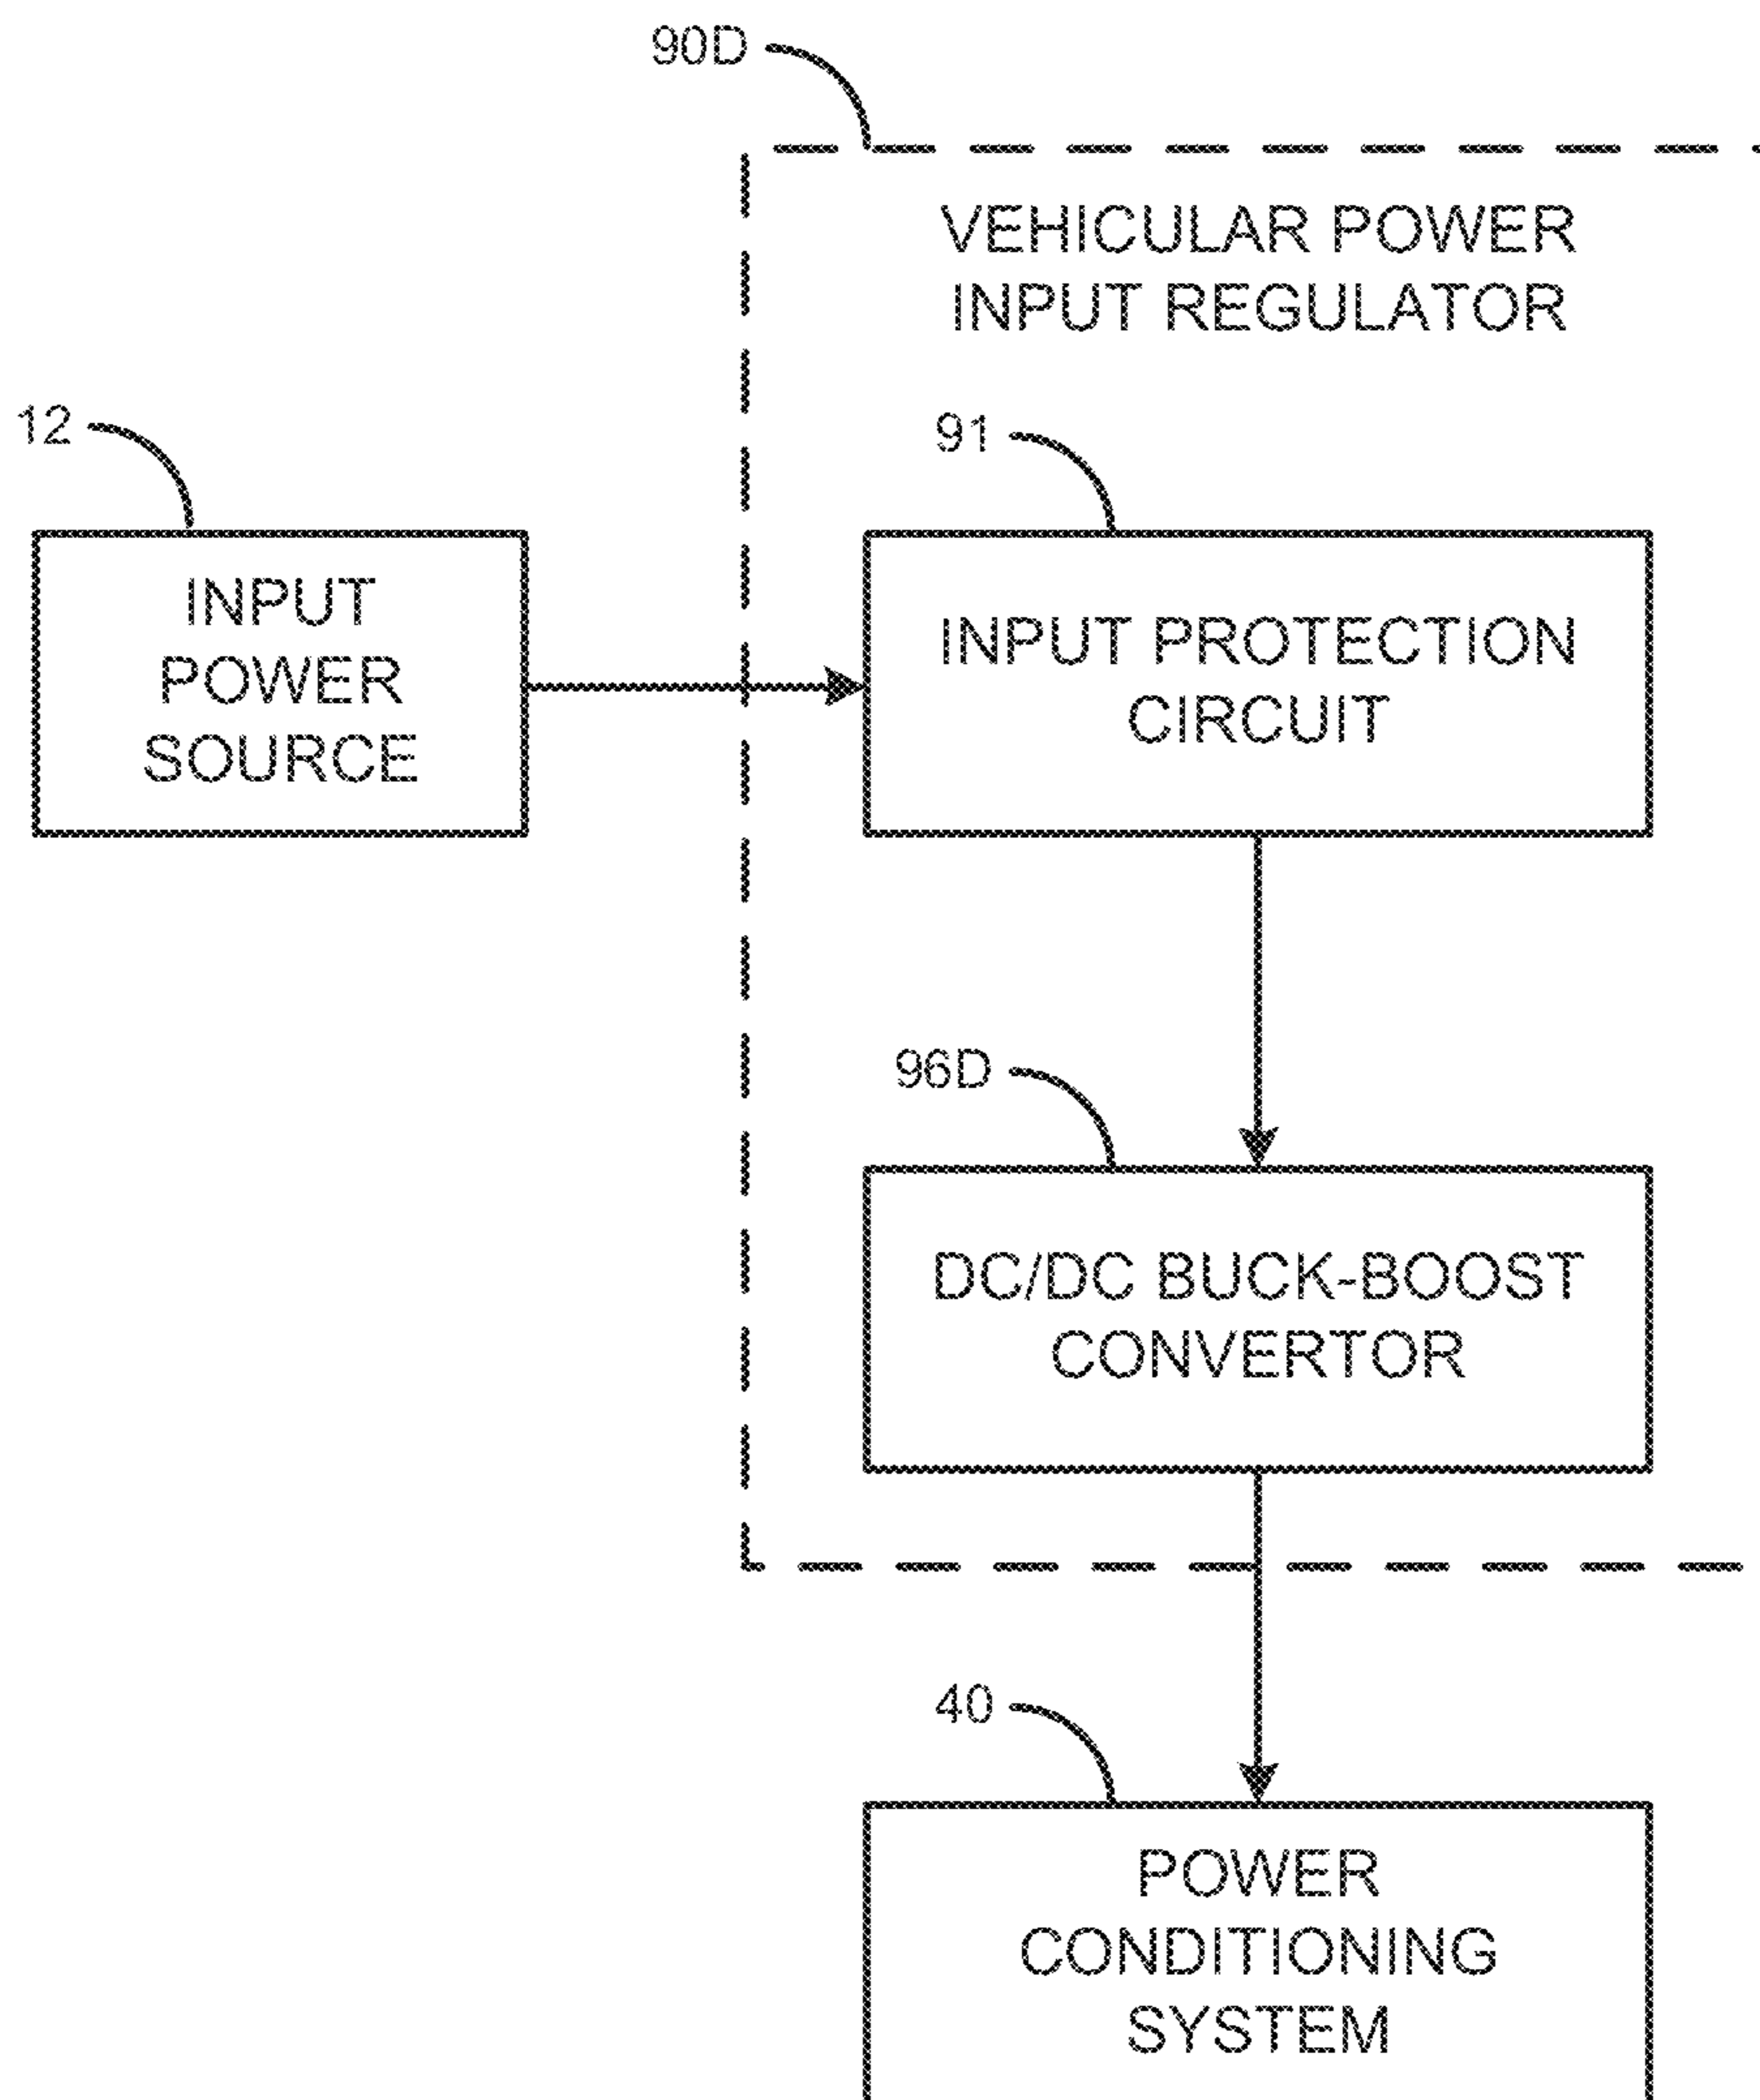 90D
VEHICULAR POWER
INPUT REGULATOR
12
91
INPUT
POWER
SOURCE
INPUT PROTECTION
CIRCUIT
96D
DC/DC BUCK-BOOST
CONVERTOR
40
POWER
CONDITIONING
SYSTEM